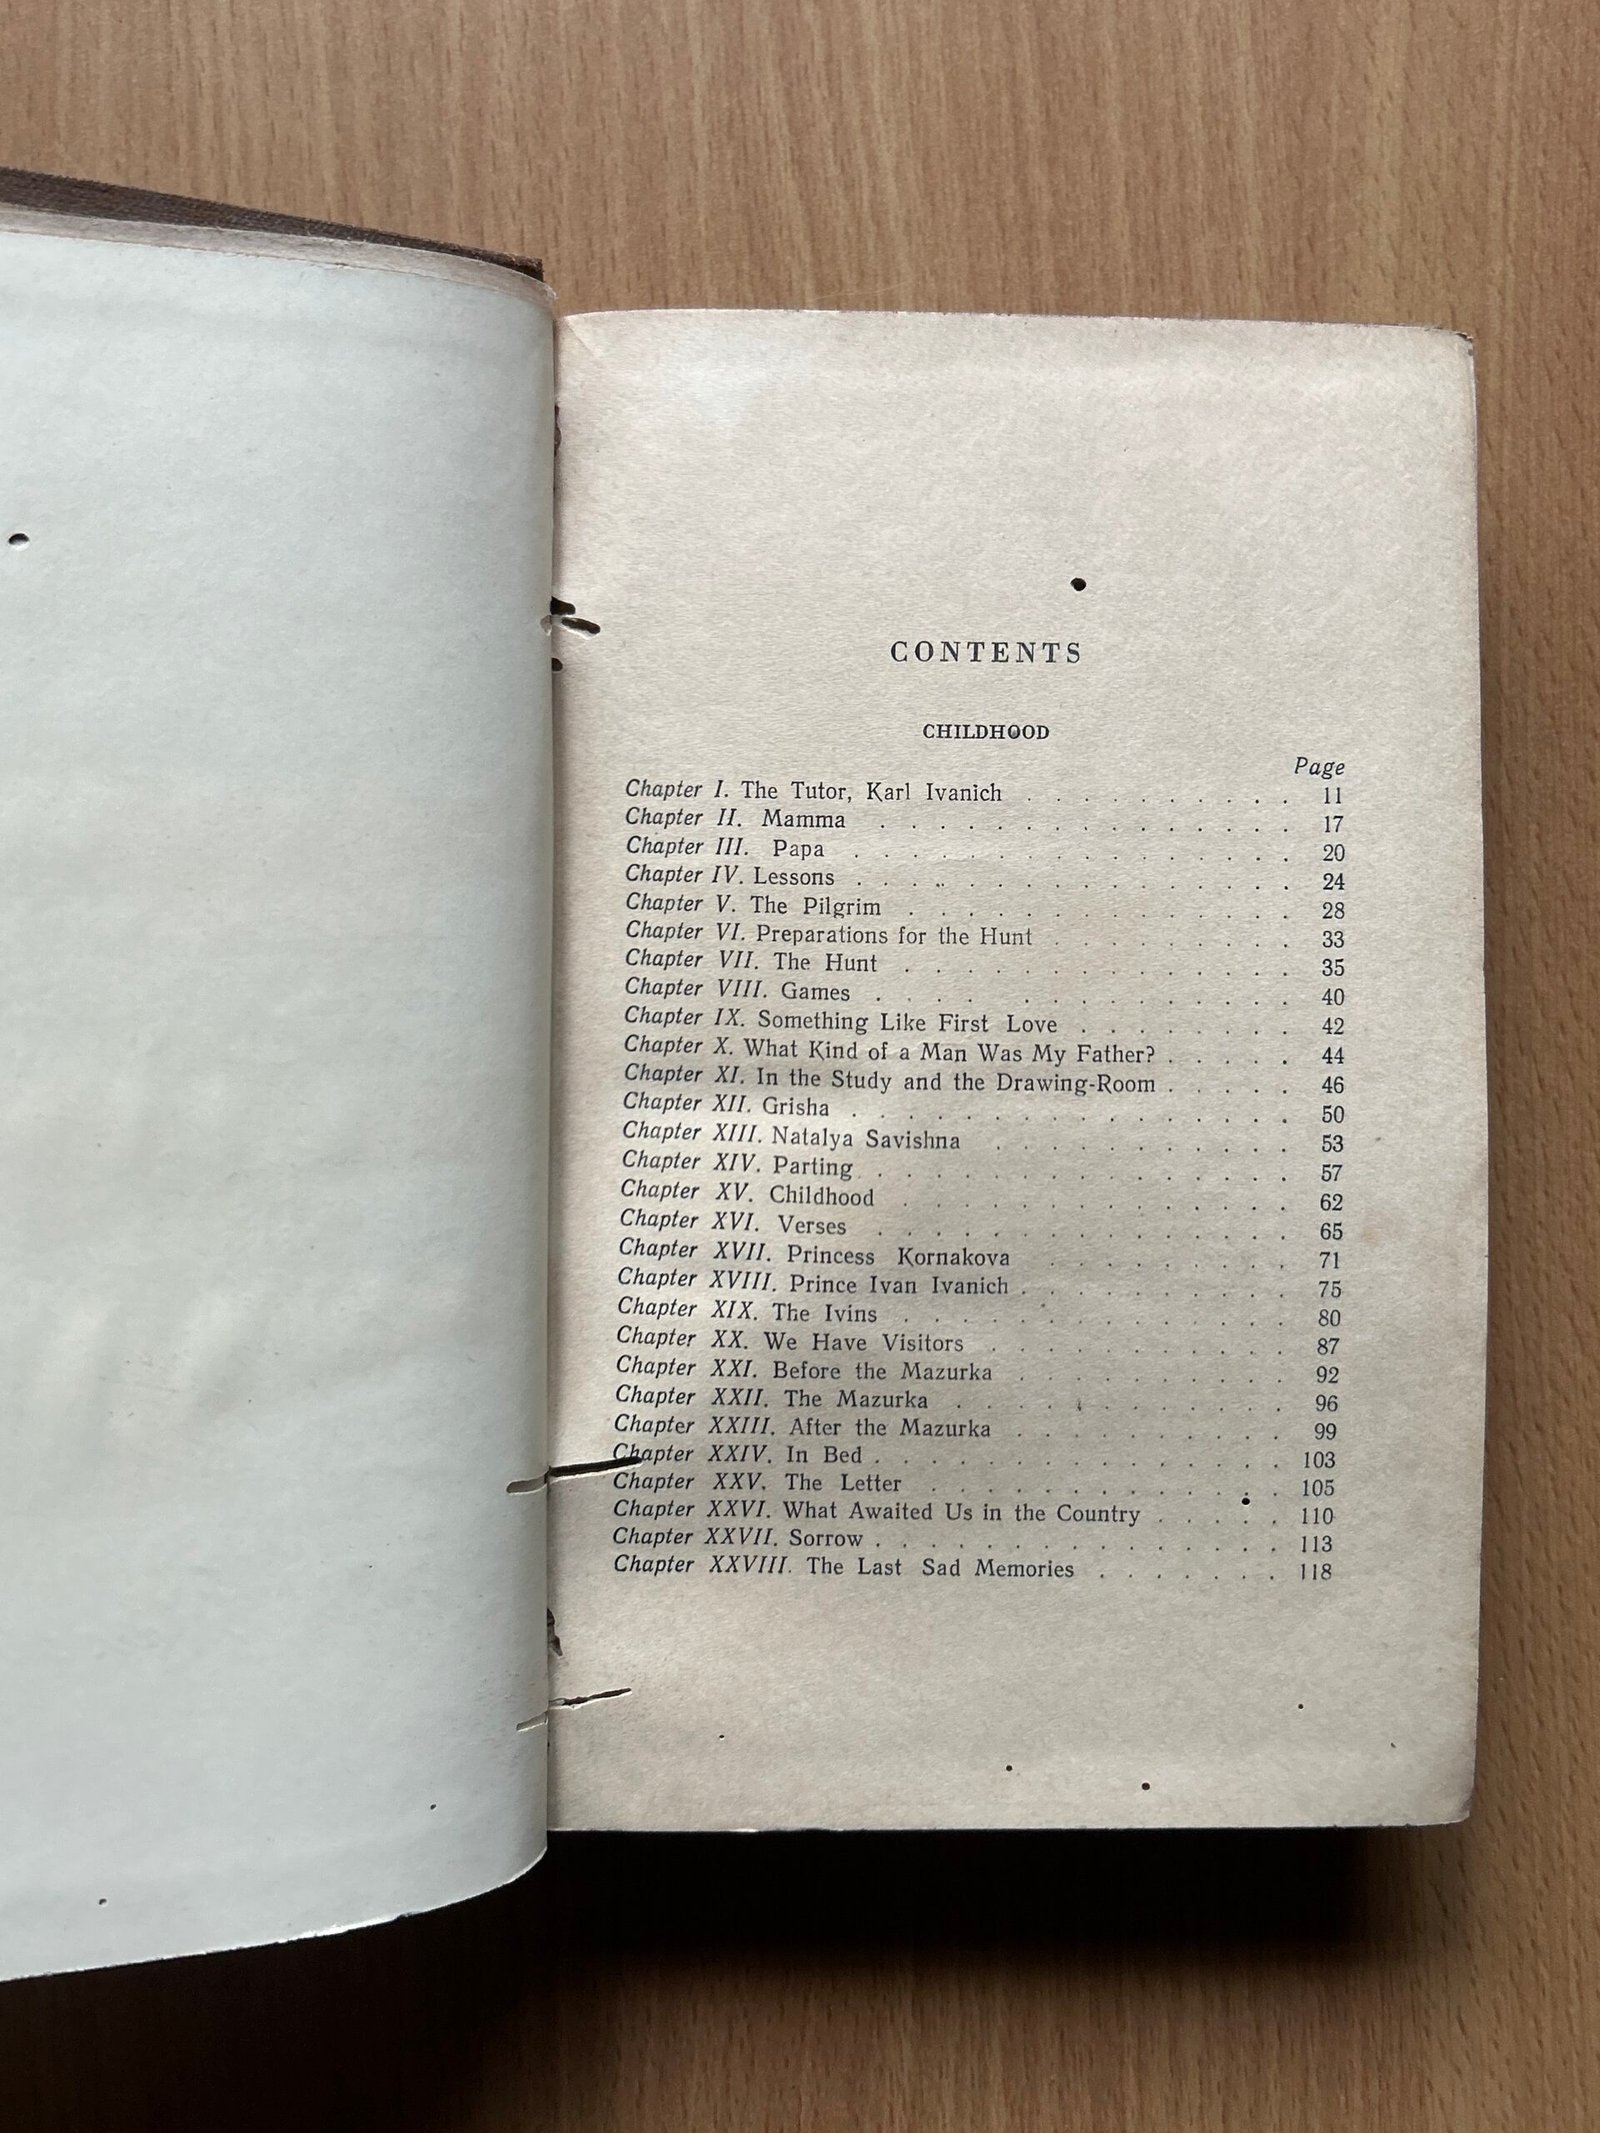 CONTENTS
CHILDHOOD
Page
Chapter I. The Tutor, Karl Ivanich . . . . . . . . . . 11
Chapter II. Mamma . . . . . . . . . . . . . . . 17
Chapter III. Papa . . . . . . . . . . . . . . . . 20
Chapter IV. Lessons . . . . . . . . . . . . . . . . 24
Chapter V. The Pilgrim . . . . . . . . . . . . . . 28
Chapter VI. Preparations for the Hunt . . . . . . . . . 33
Chapter VII. The Hunt . . . . . . . . . . . . . . 35
Chapter VIII. Games . . . . . . . . . . . . . . 40
Chapter IX. Something Like First Love . . . . . . . . 42
Chapter X. What Kind of a Man Was My Father? . . . . . 44
Chapter XI. In the Study and the Drawing-Room . . . . . 46
Chapter XII. Grisha . . . . . . . . . . . . . . . . 50
Chapter XIII. Natalya Savishna . . . . . . . . . . . 53
Chapter XIV. Parting . . . . . . . . . . . . . . . 57
Chapter XV. Childhood . . . . . . . . . . . . . . 62
Chapter XVI. Verses . . . . . . . . . . . . . . . 65
Chapter XVII. Princess Kornakova . . . . . . . . . 71
Chapter XVIII. Prince Ivan Ivanich . . . . . . . . . . 75
Chapter XIX. The Ivins . . . . . . . . . . . . . . 80
Chapter XX. We Have Visitors . . . . . . . . . . . 87
Chapter XXI. Before the Mazurka . . . . . . . . . . 92
Chapter XXII. The Mazurka . . . . . . . . . . . . 96
Chapter XXIII. After the Mazurka . . . . . . . . . . 99
Chapter XXIV. In Bed . . . . . . . . . . . . . . . 103
Chapter XXV. The Letter . . . . . . . . . . . . . 105
Chapter XXVI. What Awaited Us in the Country . . . . . 110
Chapter XXVII. Sorrow . . . . . . . . . . . . . . . 113
Chapter XXVIII. The Last Sad Memories . . . . . . . 118